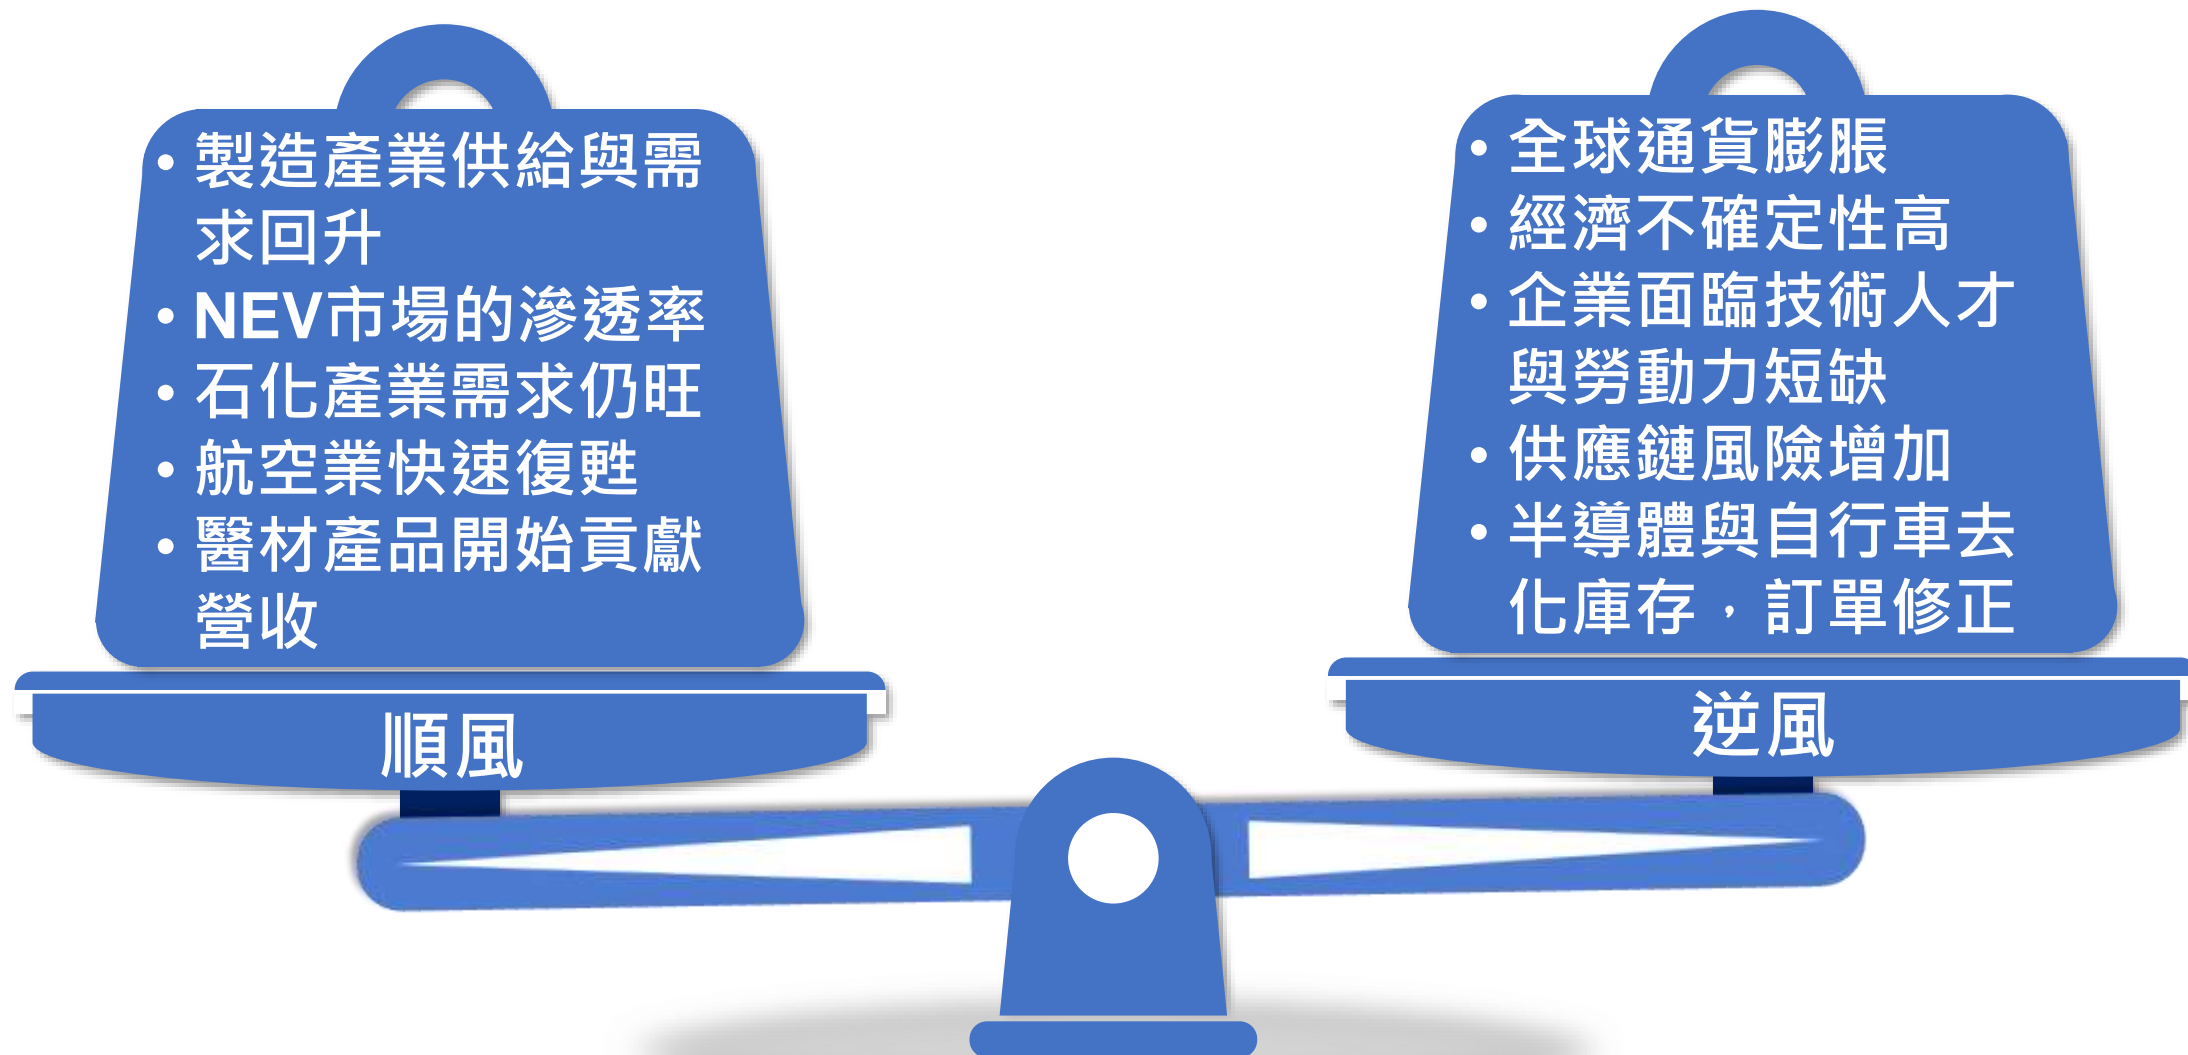 • 製造產業供給與需
求回升
• NEV市場的滲透率
• 石化產業需求仍旺
• 航空業快速復甦
• 醫材產品開始貢獻
營收
順風
• 全球通貨膨脹
• 經濟不確定性高
• 企業面臨技術人才
與勞動力短缺
• 供應鏈風險增加
• 半導體與自行車去
化庫存，訂單修正
逆風